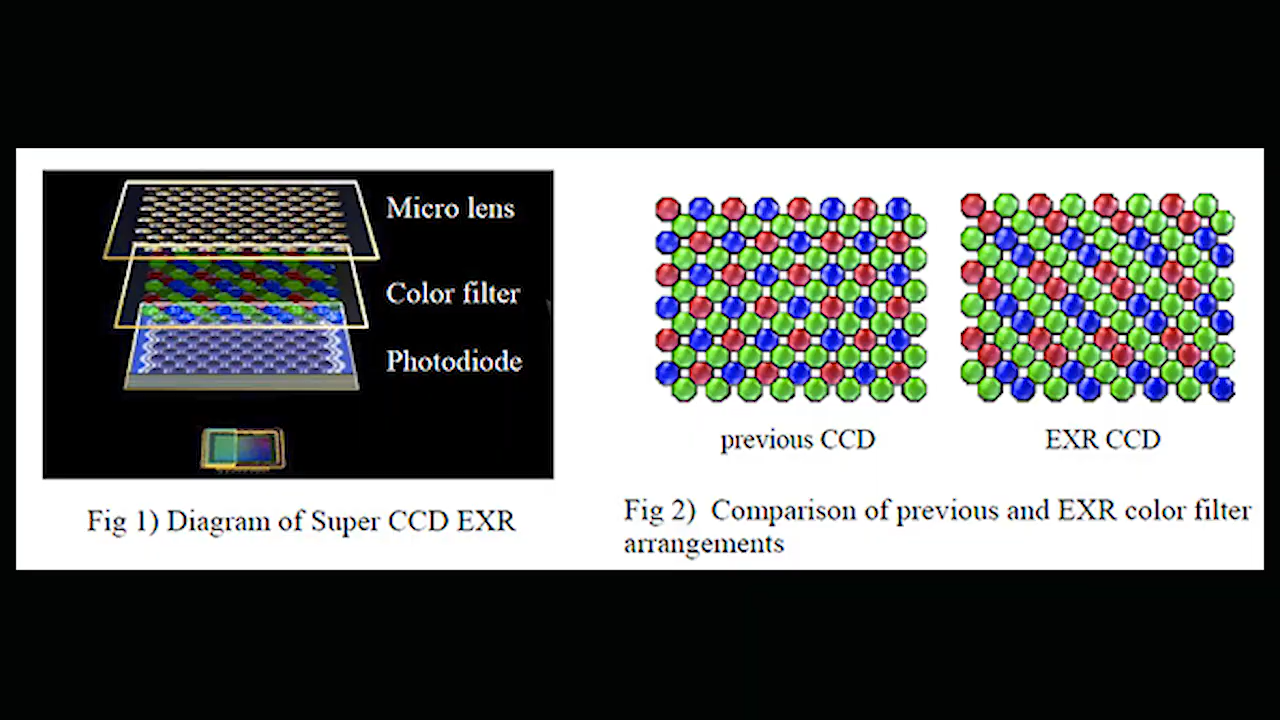 Micro lens
Color filter
Photodiode
Fig 1) Diagram of Super CCD EXR
previous CCD
EXR CCD
Fig 2) Comparison of previous and EXR color filter
arrangements